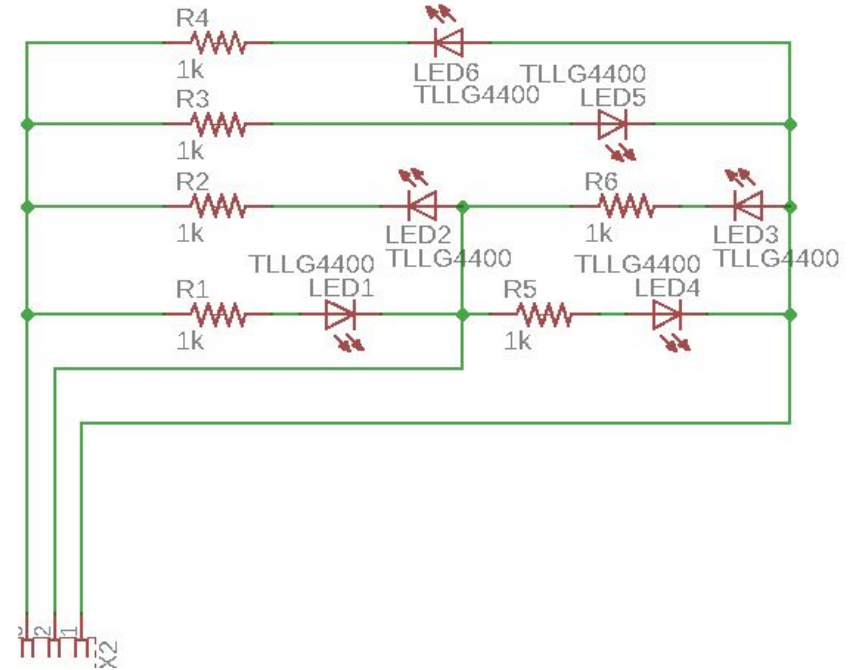 R4
1k
LED6
TLLG4400
TLLG4400
LED5
R3
1k
R2
1k
LED2
TLLG4400
R6
1k
LED3
TLLG4400
TLLG4400
LED1
R1
1k
TLLG4400
LED4
R5
1k
2
1
X2